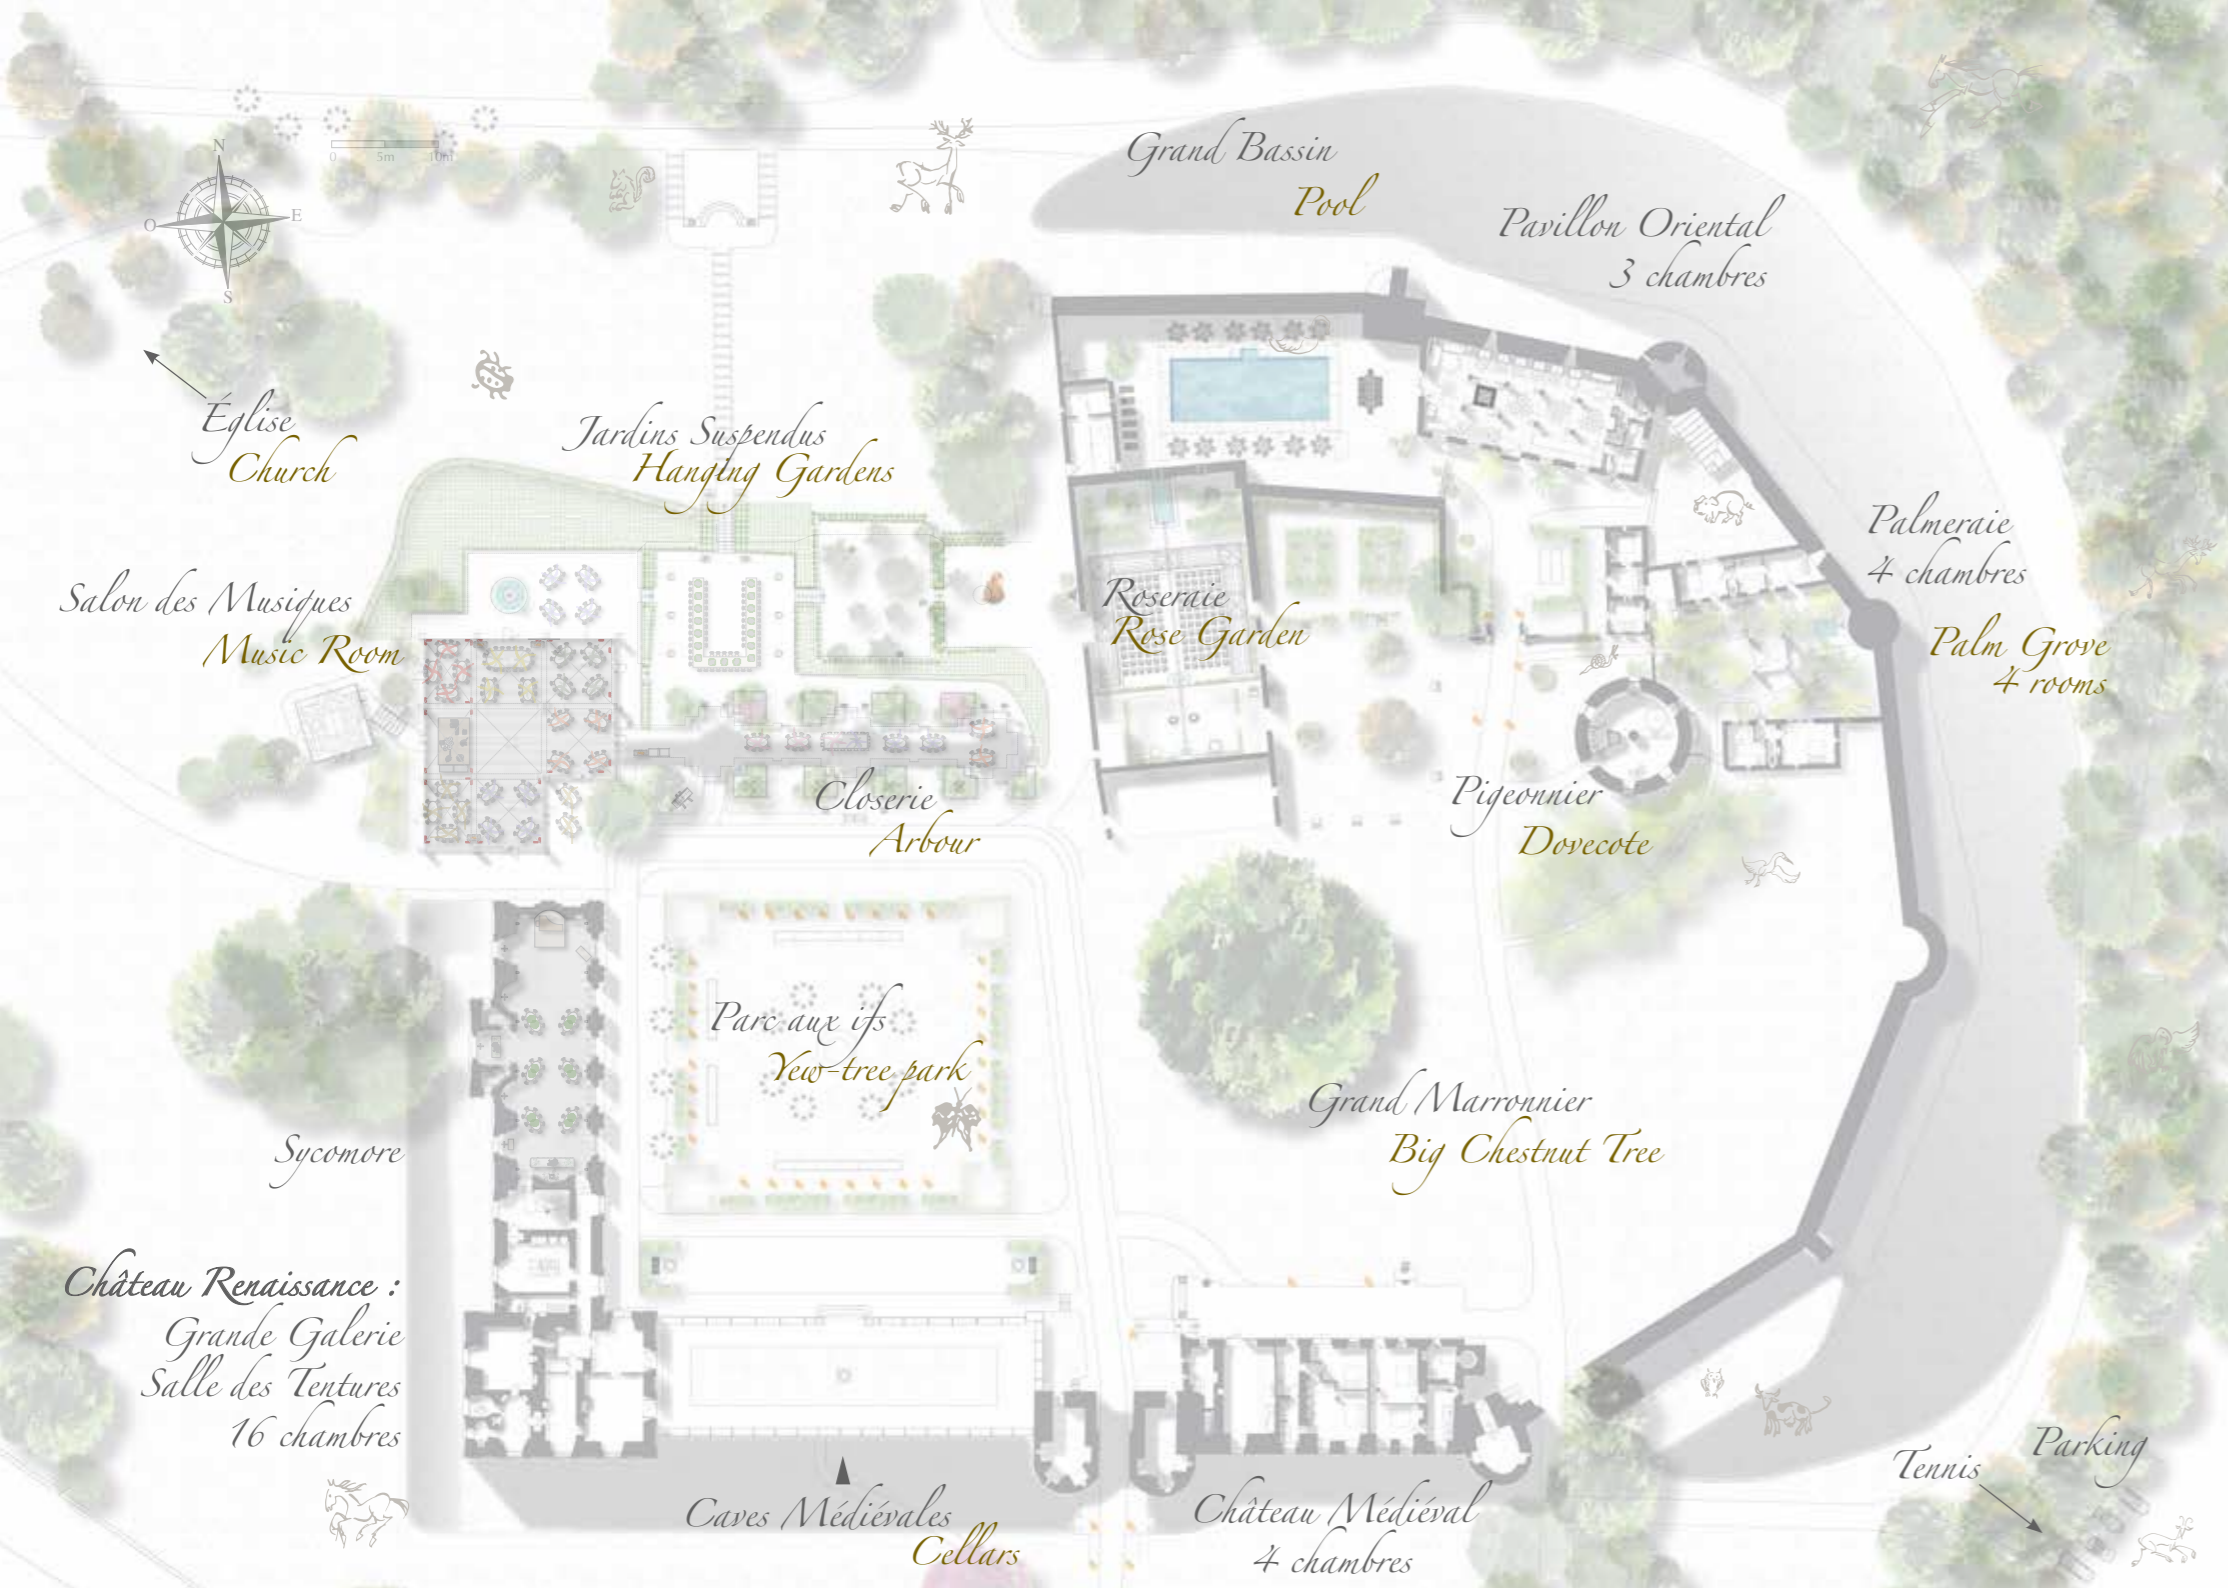 N
O
E
S
0 5m 10m
Grand Bassin
Pool
Pavillon Oriental
3 chambres
Église
Church
Jardins Suspendus
Hanging Gardens
Palmeraie
4 chambres
Palm Grove
4 rooms
Salon des Musiques
Music Room
Roseraie
Rose Garden
Closerie
Arbour
Pigeonnier
Dovecote
Parc aux ifs
Yew-tree park
Grand Marronnier
Big Chestnut Tree
Sycomore
Château Renaissance :
Grande Galerie
Salle des Tentures
16 chambres
Caves Médiévales
Cellars
Château Médiéval
4 chambres
Tennis
Parking